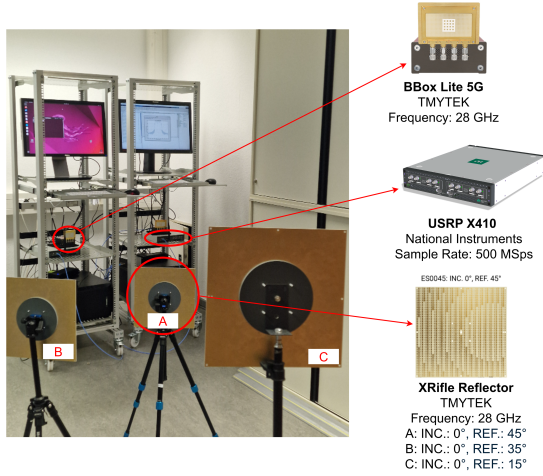 BBox Lite 5G
TMYTEK
Frequency: 28 GHz
USRP X410
National Instruments
Sample Rate: 500 MSps
ES0045: INC. 0°, REF. 45°
A
B
C
XRifle Reflector
TMYTEK
Frequency: 28 GHz
A: INC.: 0°, REF.: 45°
B: INC.: 0°, REF.: 35°
C: INC.: 0°, REF.: 15°